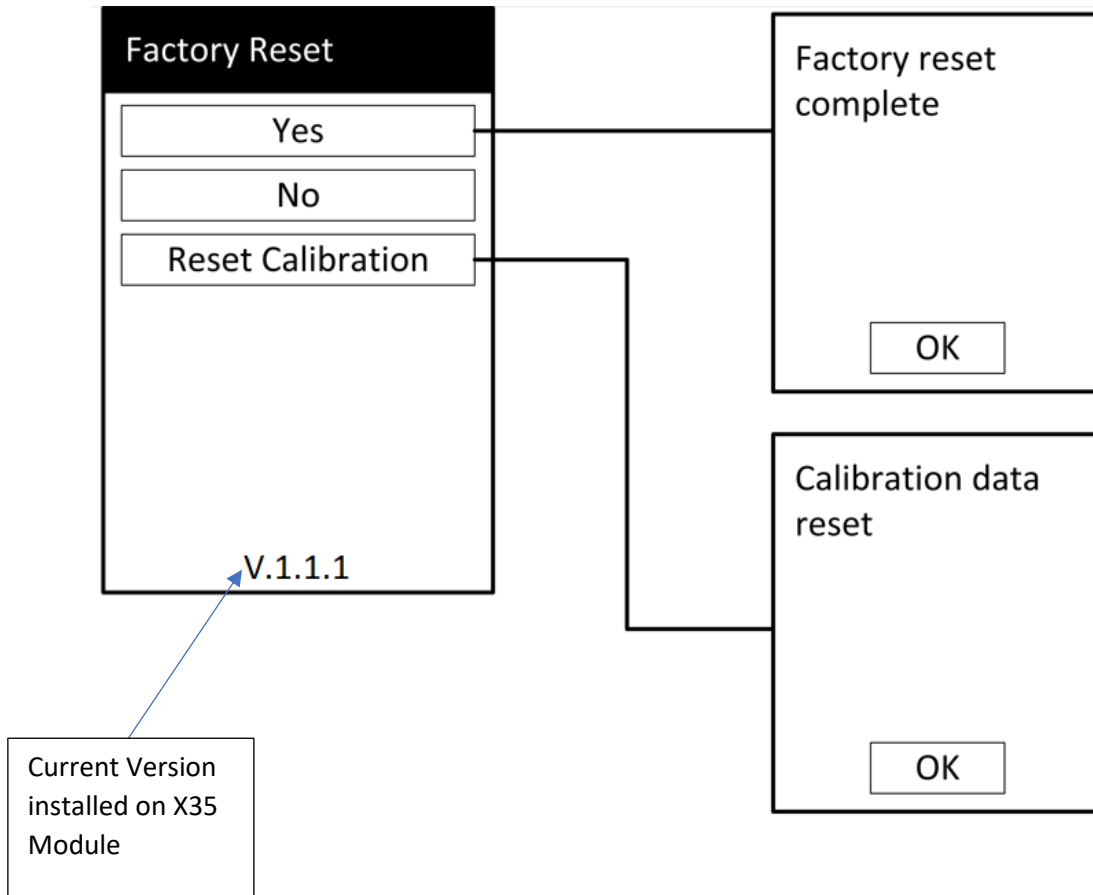 Factory Reset
Yes
No
Reset Calibration
V.1.1.1
Factory reset
complete
OK
Calibration data
reset
OK
Current Version
installed on X35
Module